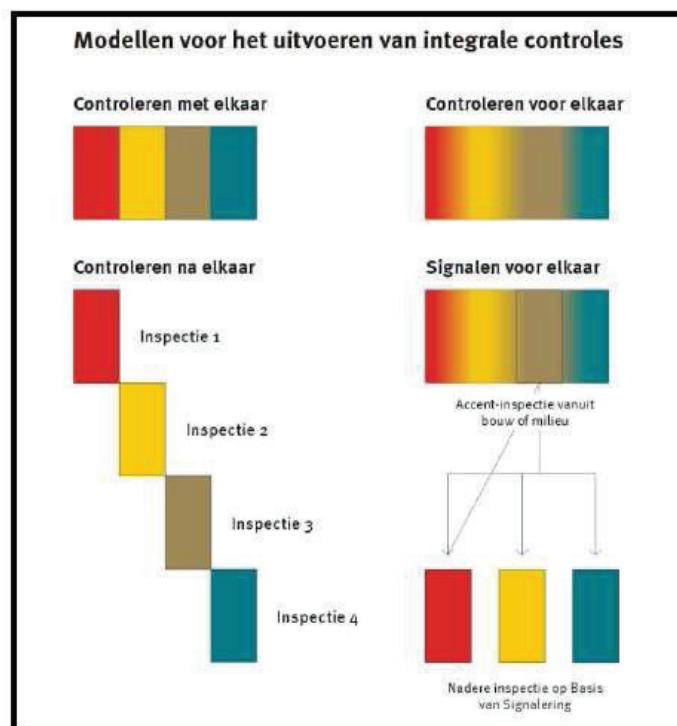 Modellen voor het uitvoeren van integrale controles
Controleren met elkaar
Controleren voor elkaar
Controleren na elkaar
Inspectie 1
Inspectie 2
Inspectie 3
Inspectie 4
Signalen voor elkaar
Accent-inspectie vanuit
bouw of milieu
Nadere inspectie op Basis
van Signalering